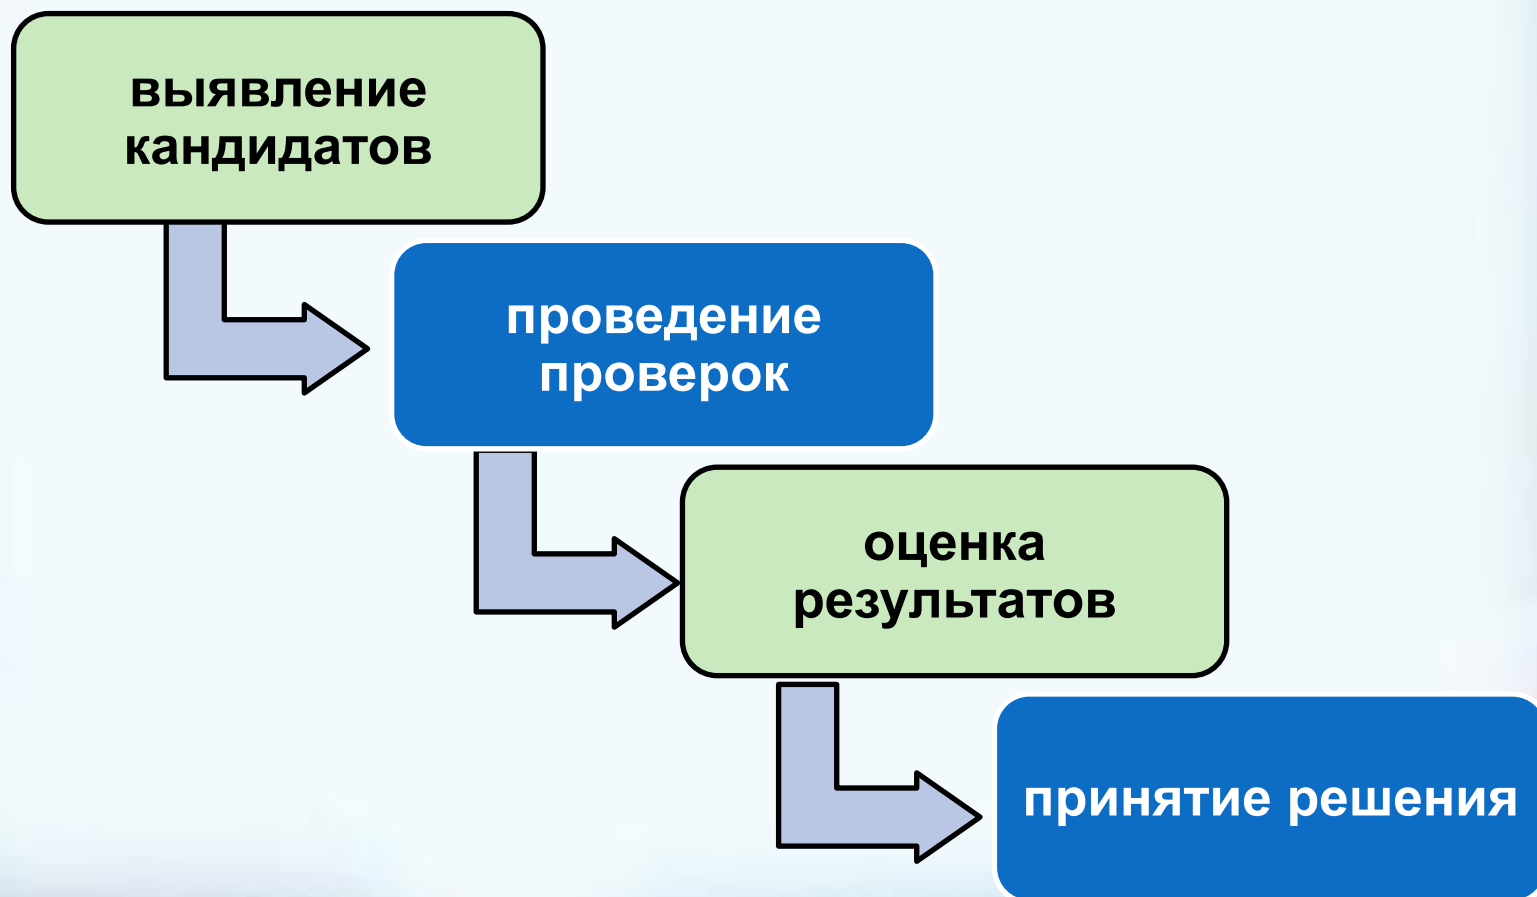 выявление
кандидатов
проведение
проверок
оценка
результатов
принятие решения